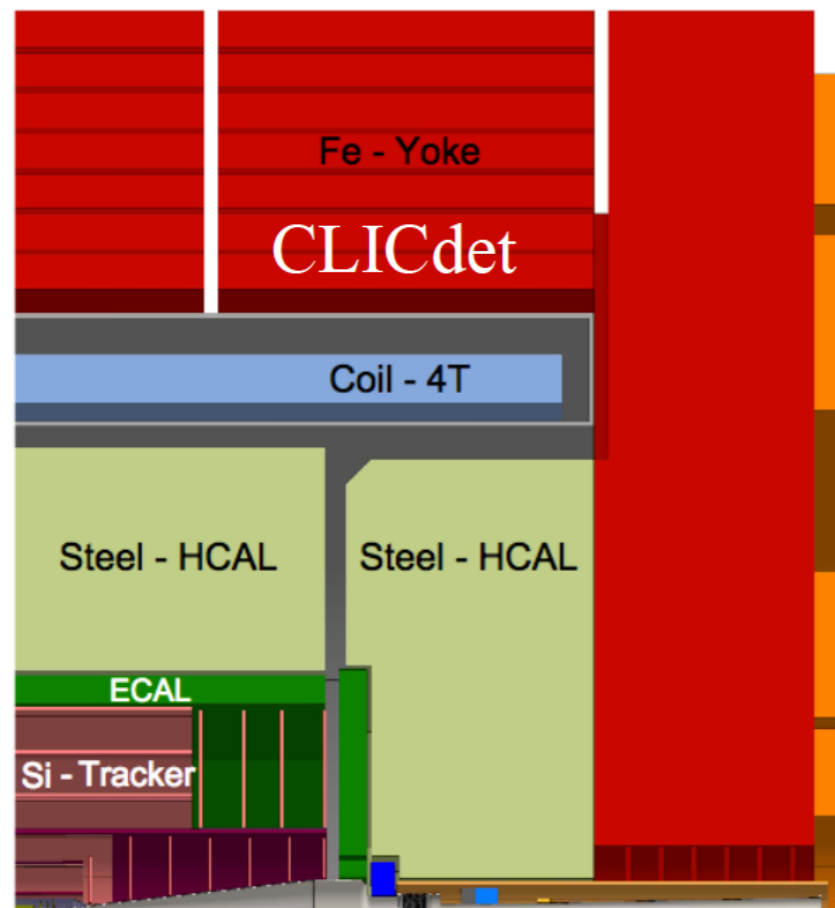 Fe - Yoke
CLICdet
Coil - 4T
Steel - HCAL
Steel - HCAL
ECAL
Si - Tracker